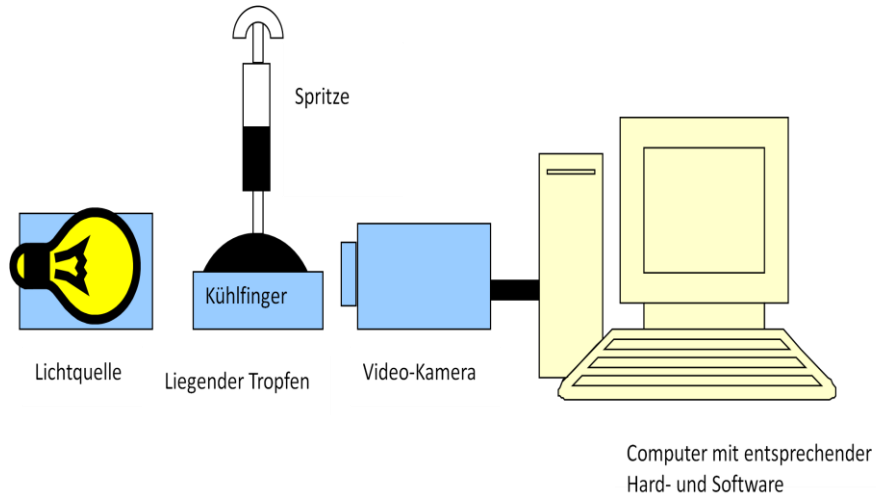 Spritze
Kühlfinger
Lichtquelle
Liegender Tropfen
Video-Kamera
Computer mit entsprechender
Hard- und Software